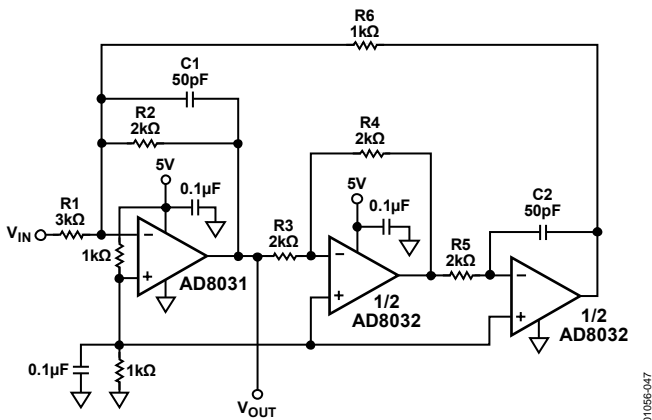 R6
1kΩ
C1
50pF
R2
2kΩ
R4
2kΩ
5V
0.1µF
5V
0.1µF
C2
50pF
R1
3kΩ
VIN
R3
2kΩ
R5
2kΩ
1kΩ
–
+
AD8031
–
+
1/2
AD8032
–
+
1/2
AD8032
0.1µF
1kΩ
VOUT
01056-047